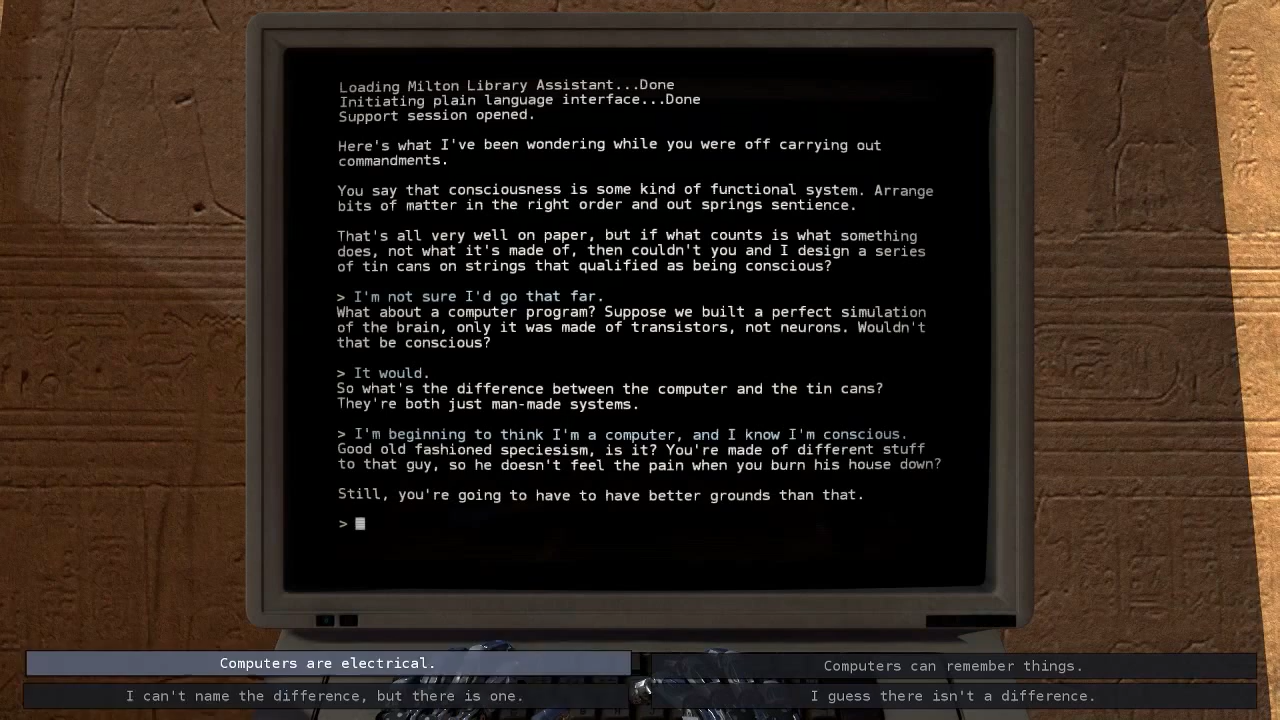 Loading Milton Library Assistant...Done
Initiating plain language interface...Done
Support session opened.
Here's what I've been wondering while you were off carrying out
commandments.
You say that consciousness is some kind of functional system. Arrange
bits of matter in the right order and out springs sentience.
That's all very well on paper, but if what counts is what something
does, not what it's made of, then couldn't you and I design a series
of tin cans on strings that qualified as being conscious?
> I'm not sure I'd go that far.
What about a computer program? Suppose we built a perfect simulation
of the brain, only it was made of transistors, not neurons. Wouldn't
that be conscious?
> It would.
So what's the difference between the computer and the tin cans?
They're both just man-made systems.
> I'm beginning to think I'm a computer, and I know I'm conscious.
Good old fashioned speciesism, is it? You're made of different stuff
to that guy, so he doesn't feel the pain when you burn his house down?
Still, you're going to have to have better grounds than that.
>
Computers are electrical.
Computers can remember things.
I can't name the difference, but there is one.
I guess there isn't a difference.